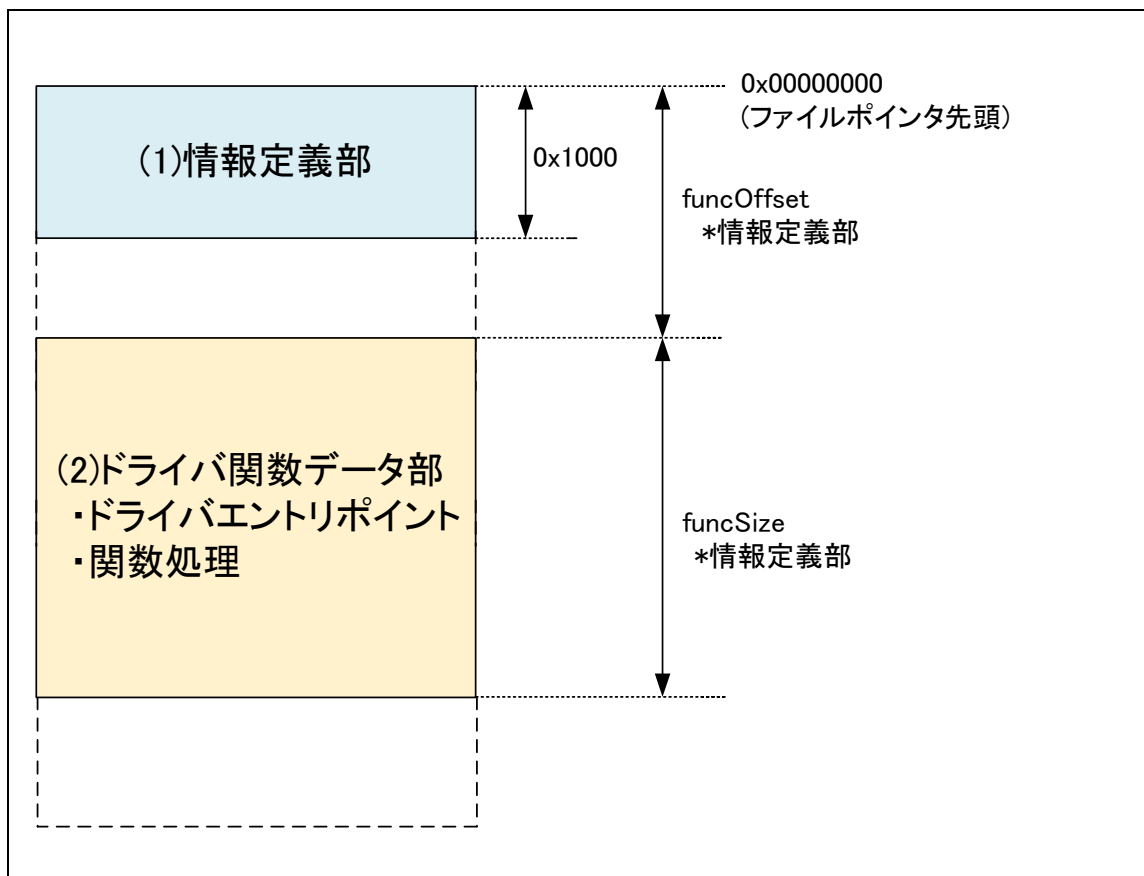 (1)情報定義部
0x1000
0x00000000
(ファイルポインタ先頭)
funcOffset
*情報定義部
(2)ドライバ関数データ部
・ドライバエントリポイント
・関数処理
funcSize
*情報定義部